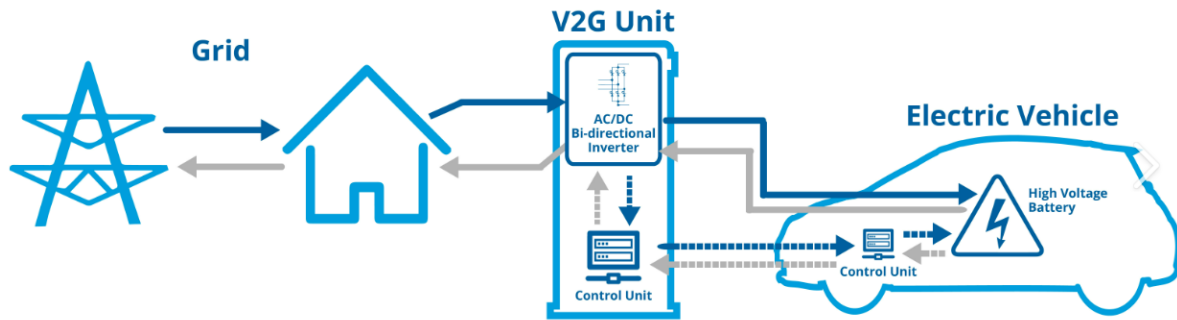 V2G Unit
Grid
AC/DC
Bi-directional
Inverter
Electric Vehicle
High Voltage
Battery
Control Unit
Control Unit